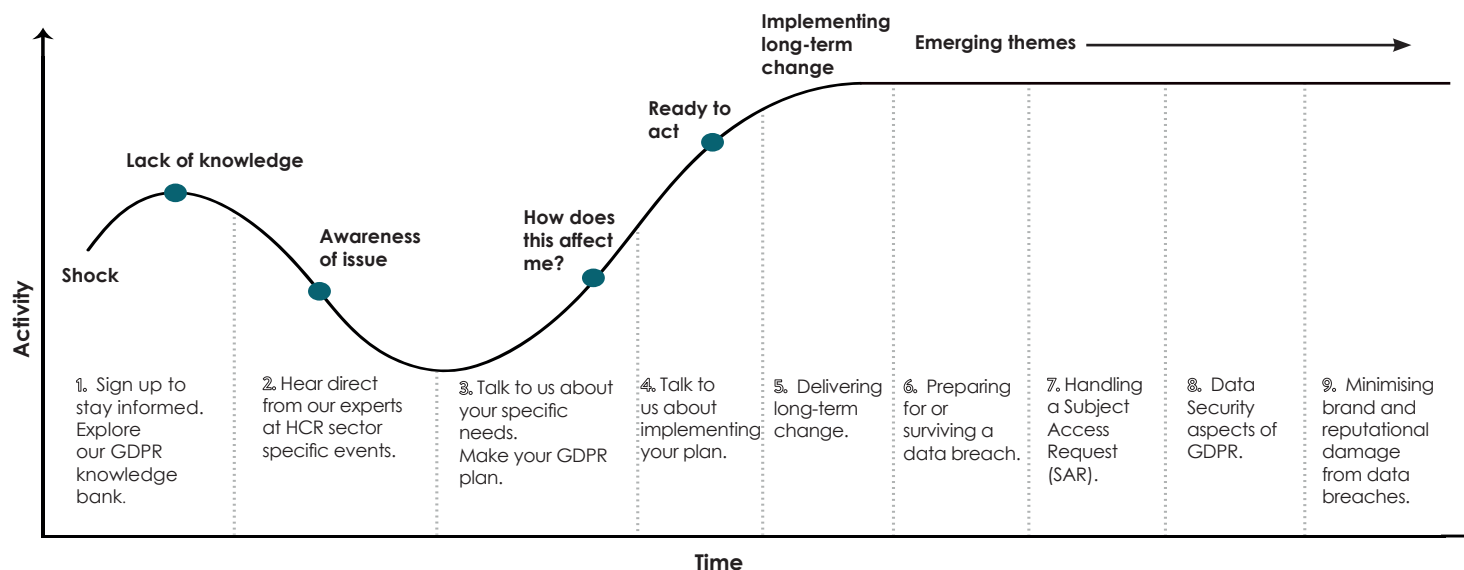 Implementing
long-term
change
Emerging themes
Ready to
act
Lack of knowledge
How does
this affect
me?
Awareness
of issue
Shock
Activity
1. Sign up to
stay informed.
Explore
our GDPR
knowledge
bank.
2. Hear direct
from our experts
at HCR sector
specific events.
3. Talk to us about
your specific
needs.
Make your GDPR
plan.
4. Talk to
us about
implementing
your plan.
5. Delivering
long-term
change.
6. Preparing
for or
surviving a
data breach.
7. Handling
a Subject
Access
Request
(SAR).
8. Data
Security
aspects of
GDPR.
9. Minimising
brand and
reputational
damage
from data
breaches.
Time